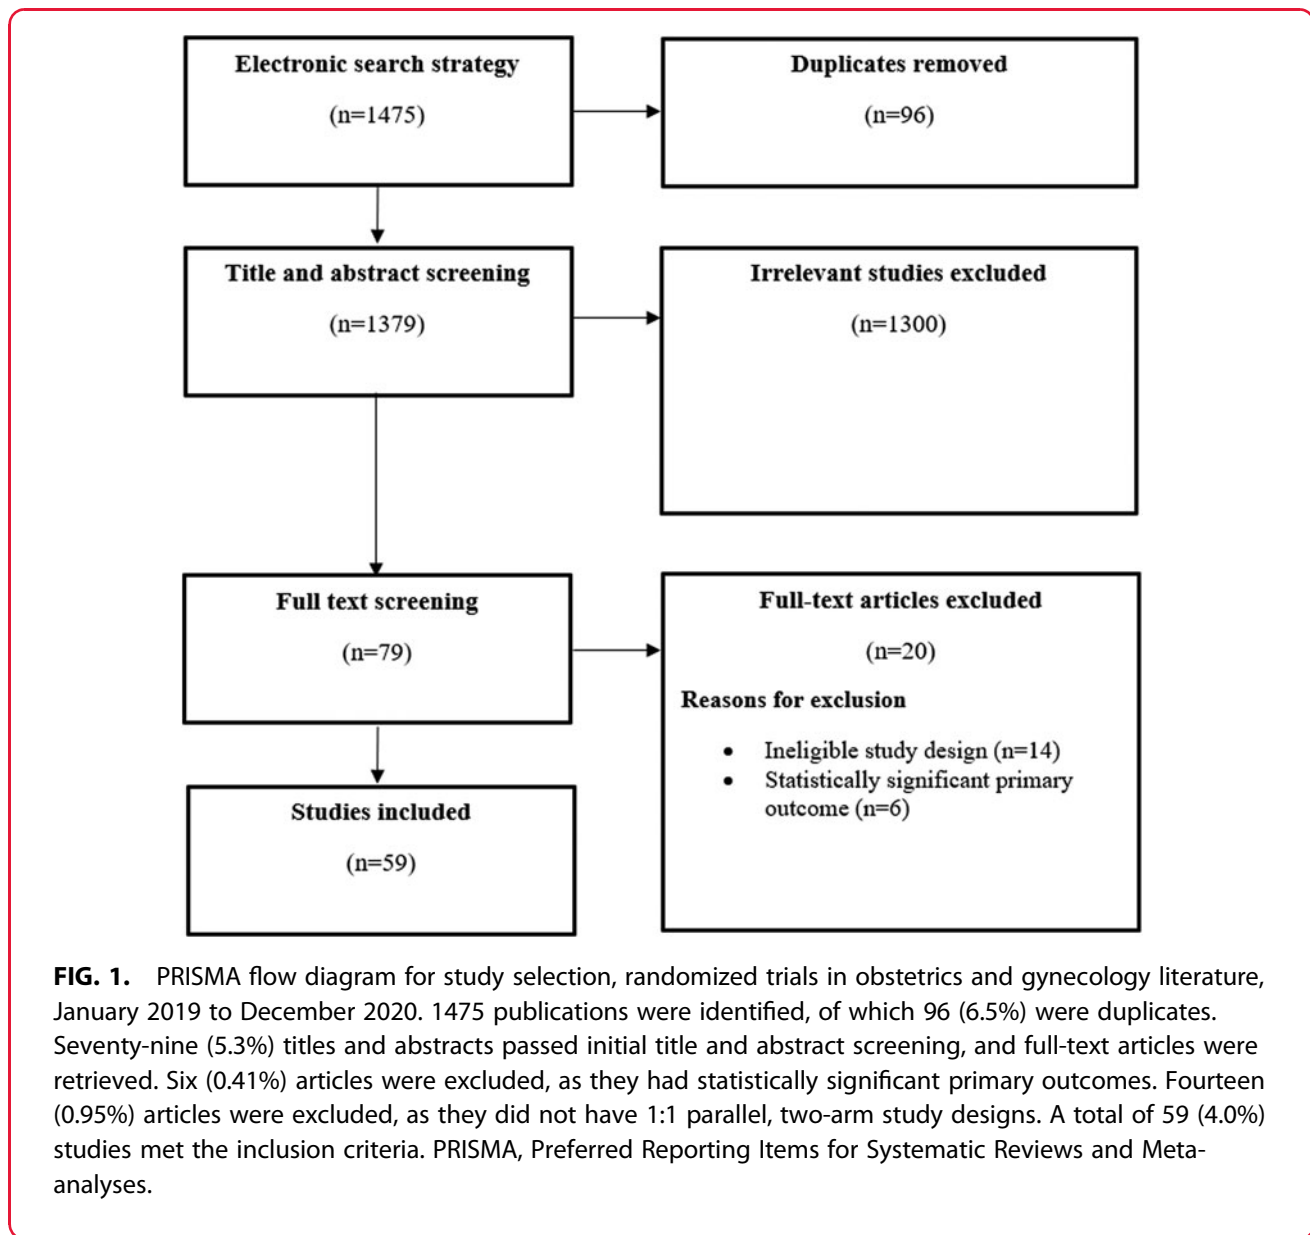 Electronic search strategy
(n=1475)
Duplicates removed
(n=96)
Title and abstract screening
(n=1379)
Irrelevant studies excluded
(n=1300)
Full text screening
(n=79)
Full-text articles excluded
(n=20)
Reasons for exclusion
• Ineligible study design (n=14)
• Statistically significant primary
outcome (n=6)
Studies included
(n=59)
FIG. 1. PRISMA flow diagram for study selection, randomized trials in obstetrics and gynecology literature,
January 2019 to December 2020. 1475 publications were identified, of which 96 (6.5%) were duplicates.
Seventy-nine (5.3%) titles and abstracts passed initial title and abstract screening, and full-text articles were
retrieved. Six (0.41%) articles were excluded, as they had statistically significant primary outcomes. Fourteen
(0.95%) articles were excluded, as they did not have 1:1 parallel, two-arm study designs. A total of 59 (4.0%)
studies met the inclusion criteria. PRISMA, Preferred Reporting Items for Systematic Reviews and Meta-
analyses.